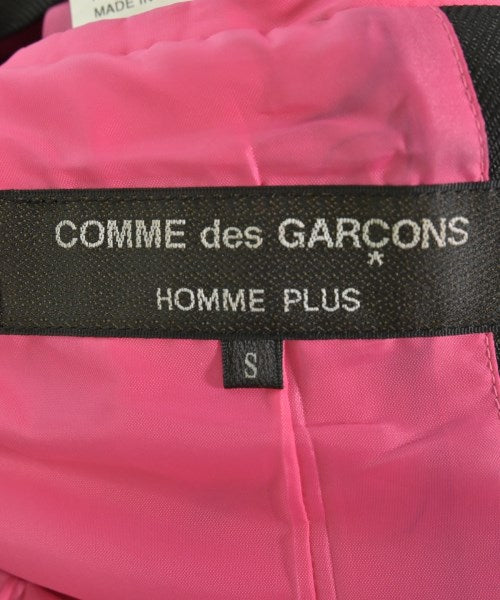 MADE IN
COMME des GARÇONS
*
HOMME PLUS
S